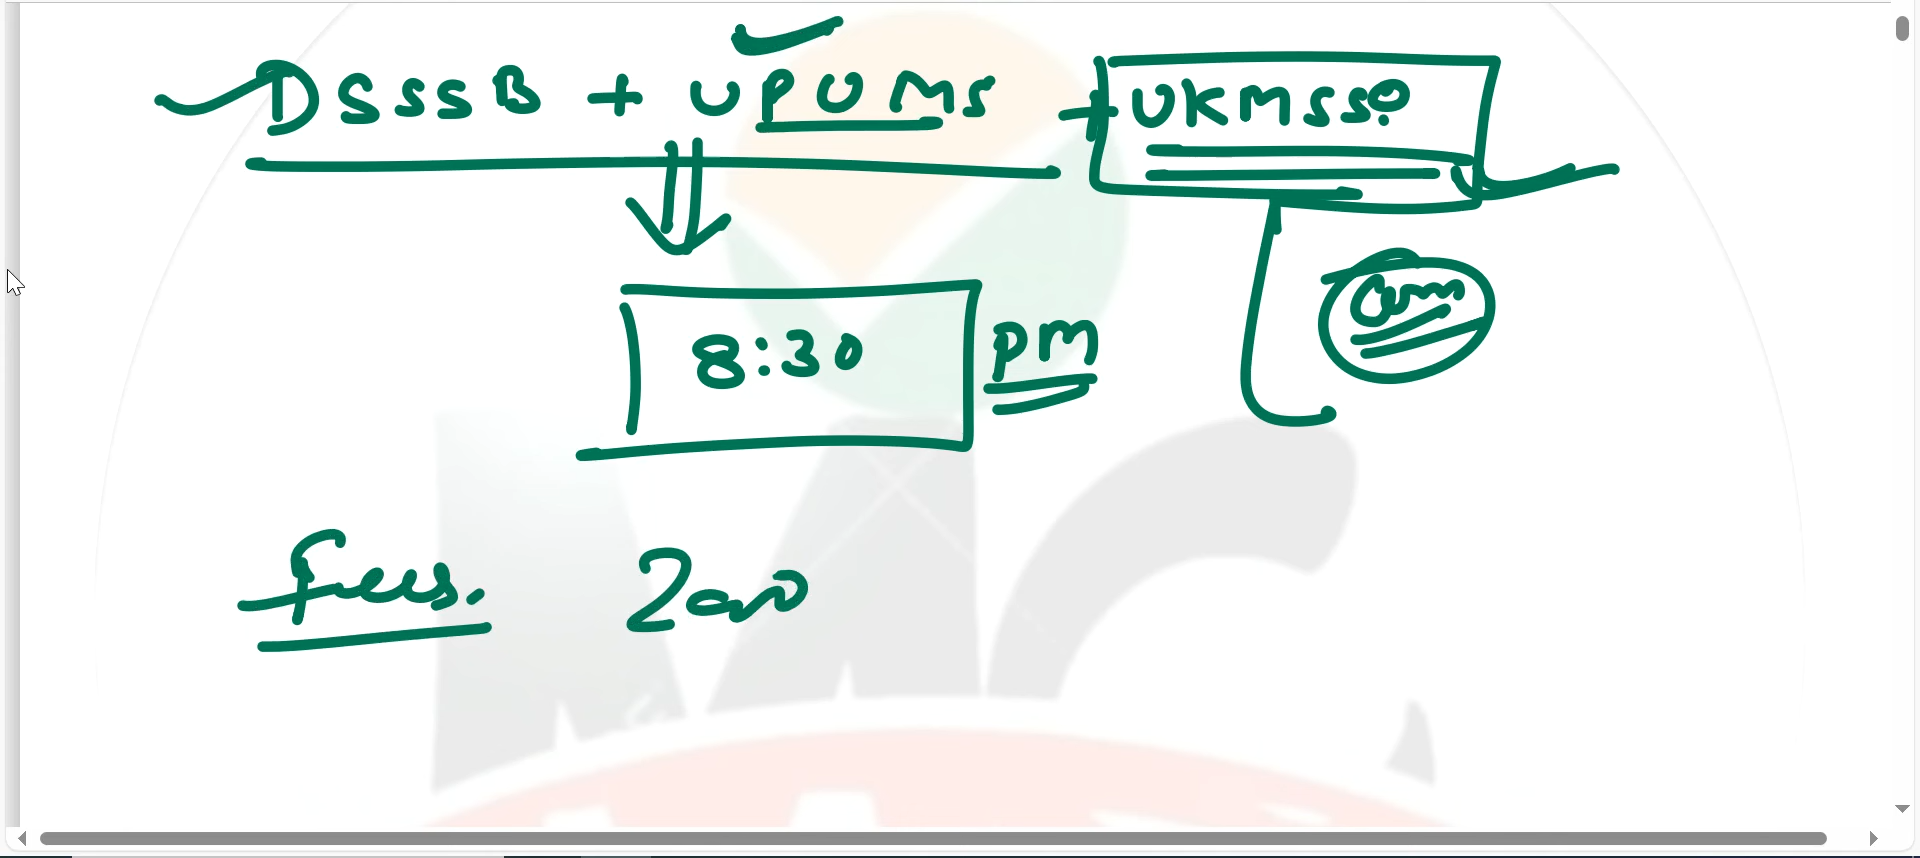 DSSSB + UPUMS + UKMSSB
8:30 pm
Fees. 2000